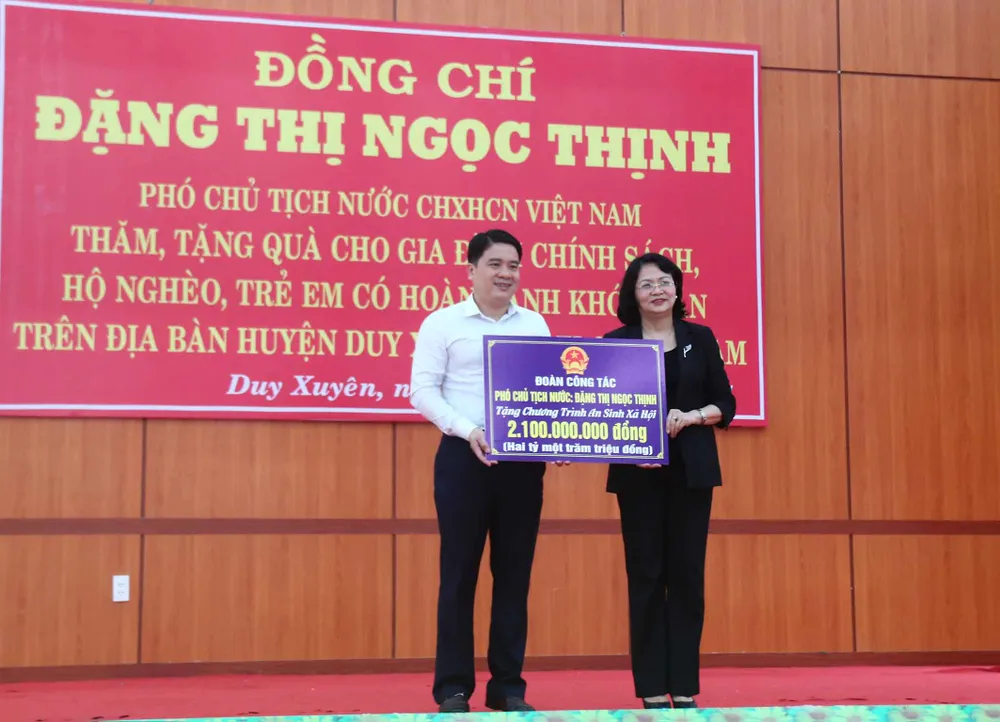 ĐỒNG CHÍ
ĐẶNG THỊ NGỌC THỊNH
PHÓ CHỦ TỊCH NƯỚC CHXHCN VIỆT NAM
THĂM, TẶNG QUÀ CHO GIA CHÍNH SÁCH,
HỘ NGHÈO, TRẺ EM CÓ
TRÊN ĐỊA BÀN HUYỆN DUY
Duy Xuyên,
ĐOÀN CÔNG TÁC
PHÓ CHỦ TỊCH NƯỚC: ĐẶNG THỊ NGỌC THỊNH
Tặng Chương Trình An Sinh Xã Hội
2.100.000.000 đồng
(Hai tỷ một trăm triệu đồng)